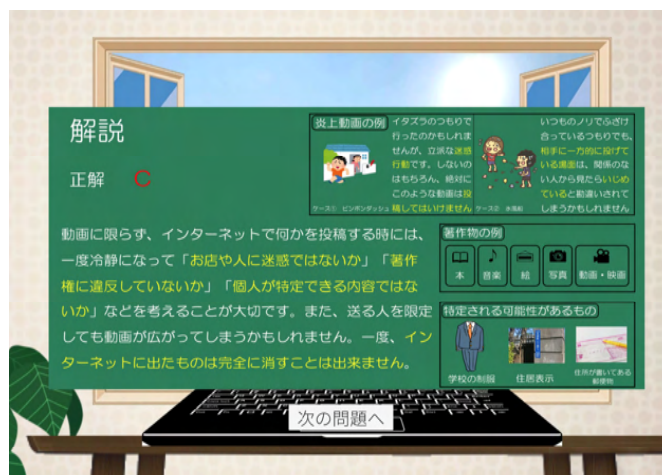 解説
正解 C
動画に限らず、インターネットで何かを投稿する時には、
一度冷静になって「お店や人に迷惑ではないか」「著作
権に違反していないか」「個人が特定できる内容ではな
いか」などを考えることが大切です。また、送る人を限定
しても動画が広がってしまうかもしれません。一度、イン
ターネットに出たものは完全に消すことは出来ません。
炎上動画の例
イタズラのつもりで
行ったのかもしれま
せんが、立派な迷惑
行動です。しないの
はもちろん、絶対に
このような動画は投
稿してはいけません
ケース① ピンポンダッシュ
いつものノリでふざけ
合っているつもりでも、
相手に一方的に投げて
いる場面は、関係のな
い人から見たらいじめ
ていると勘違いされて
しまうかもしれません
ケース② 水風船
著作物の例
本
音楽
絵
写真
動画・映画
特定される可能性があるもの
学校の制服
住居表示
住所が書いてある
郵便物
次の問題へ